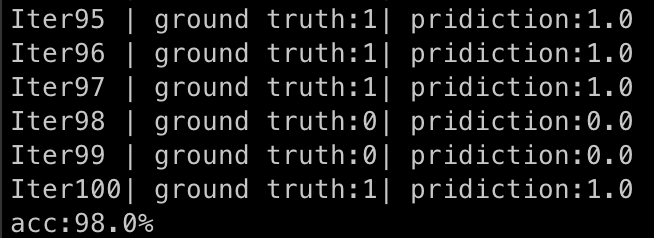 Iter95 | ground truth:1| pridiction:1.0
Iter96 | ground truth:1| pridiction:1.0
Iter97 | ground truth:1| pridiction:1.0
Iter98 | ground truth:0| pridiction:0.0
Iter99 | ground truth:0| pridiction:0.0
Iter100| ground truth:1| pridiction:1.0
acc:98.0%